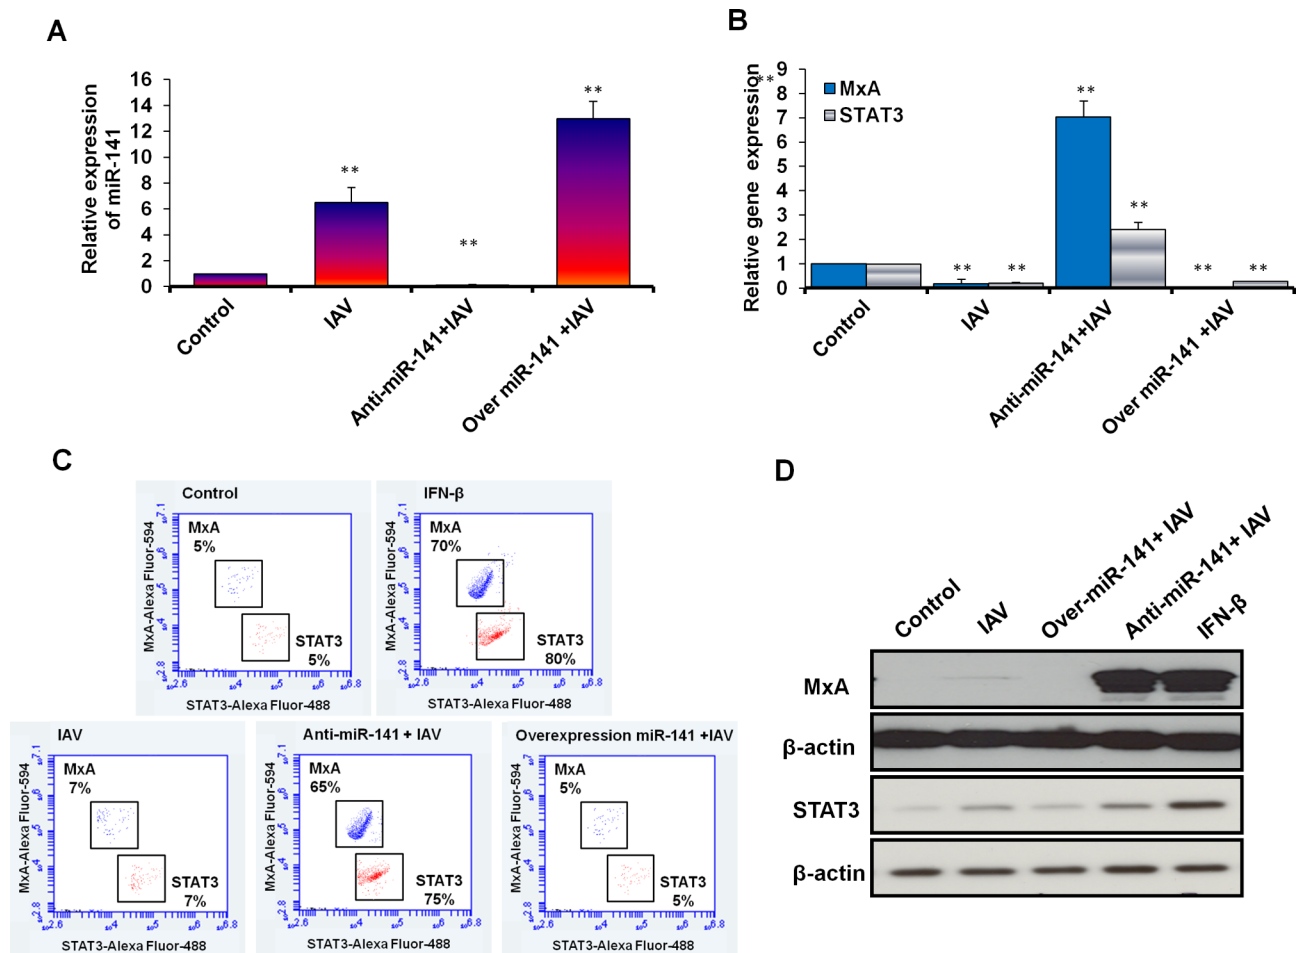 A
Relative expression
of miR-141
16
14
12
10
8
6
4
2
0
**
**
**
Control
IAV
Anti-miR-141+IAV
Over miR-141 +IAV
B
Relative gene expression
**
9
8
7
6
5
4
3
2
1
0
MxA
STAT3
**
**
**
**
**
**
Control
IAV
Anti-miR-141+IAV
Over miR-141 +IAV
C
Control
MxA-Alexa Fluor-594
MxA
5%
STAT3
5%
STAT3-Alexa Fluor-488
IFN-β
MxA-Alexa Fluor-594
MxA
70%
STAT3
80%
STAT3-Alexa Fluor-488
IAV
MxA-Alexa Fluor-594
MxA
7%
STAT3
7%
STAT3-Alexa Fluor-488
Anti-miR-141 + IAV
MxA-Alexa Fluor-594
MxA
65%
STAT3
75%
STAT3-Alexa Fluor-488
Overexpression miR-141 +IAV
MxA-Alexa Fluor-594
MxA
5%
STAT3
5%
STAT3-Alexa Fluor-488
D
Control
IAV
Over-miR-141+ IAV
Anti-miR-141+ IAV
IFN-β
MxA
β-actin
STAT3
β-actin